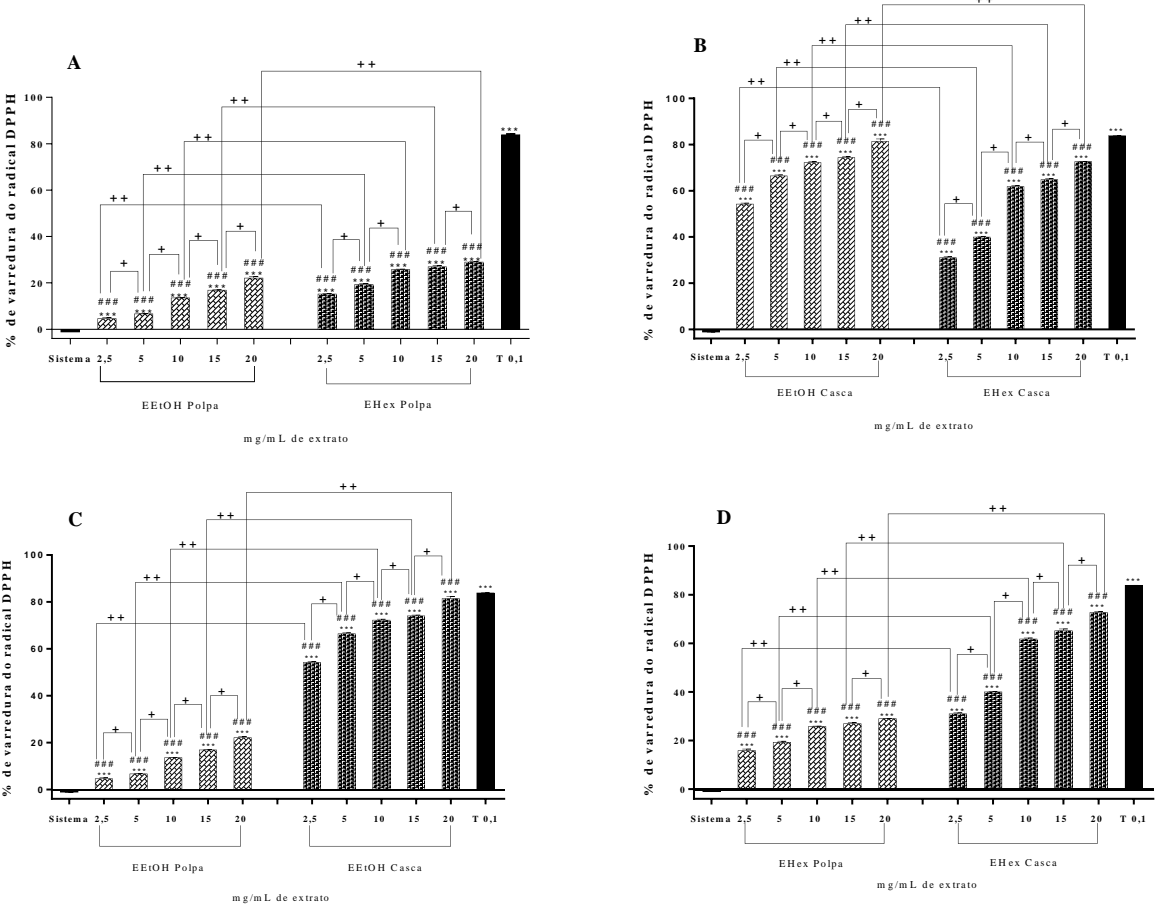 A
% de varredura do radical DPPH
100
80
60
40
20
0
++
++
++
++
++
+ + + + + + + +
### ### ### ### ### ### ### ### ### ###
*** *** *** *** *** *** *** *** *** *** ***
Sistema 2,5 5 10 15 20 2,5 5 10 15 20 T 0,1
EEtOH Polpa EHex Polpa
mg/mL de extrato
B
% de varredura do radical DPPH
100
80
60
40
20
0
++
++
++
++
++
+ + + + + + + +
### ### ### ### ### ### ### ### ### ###
*** *** *** *** *** *** *** *** *** *** ***
Sistema 2,5 5 10 15 20 2,5 5 10 15 20 T 0,1
EEtOH Casca EHex Casca
mg/mL de extrato
C
% de varredura do radical DPPH
100
80
60
40
20
0
++
++
++
++
++
+ + + + + + + +
### ### ### ### ### ### ### ### ### ###
*** *** *** *** *** *** *** *** *** *** ***
Sistema 2,5 5 10 15 20 2,5 5 10 15 20 T 0,1
EEtOH Polpa EEtOH Casca
mg/mL de extrato
D
% de varredura do radical DPPH
100
80
60
40
20
0
++
++
++
++
++
+ + + + + + +
### ### ### ### ### ### ### ### ### ###
*** *** *** *** *** *** *** *** *** *** ***
Sistema 2,5 5 10 15 20 2,5 5 10 15 20 T 0,1
EHex Polpa EHex Casca
mg/mL de extrato